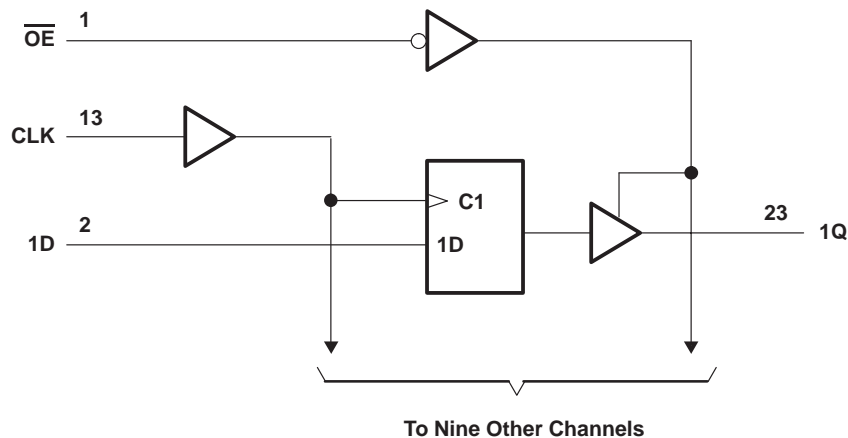 OE 1
CLK 13
C1
1D 2
1D
23
1Q
To Nine Other Channels